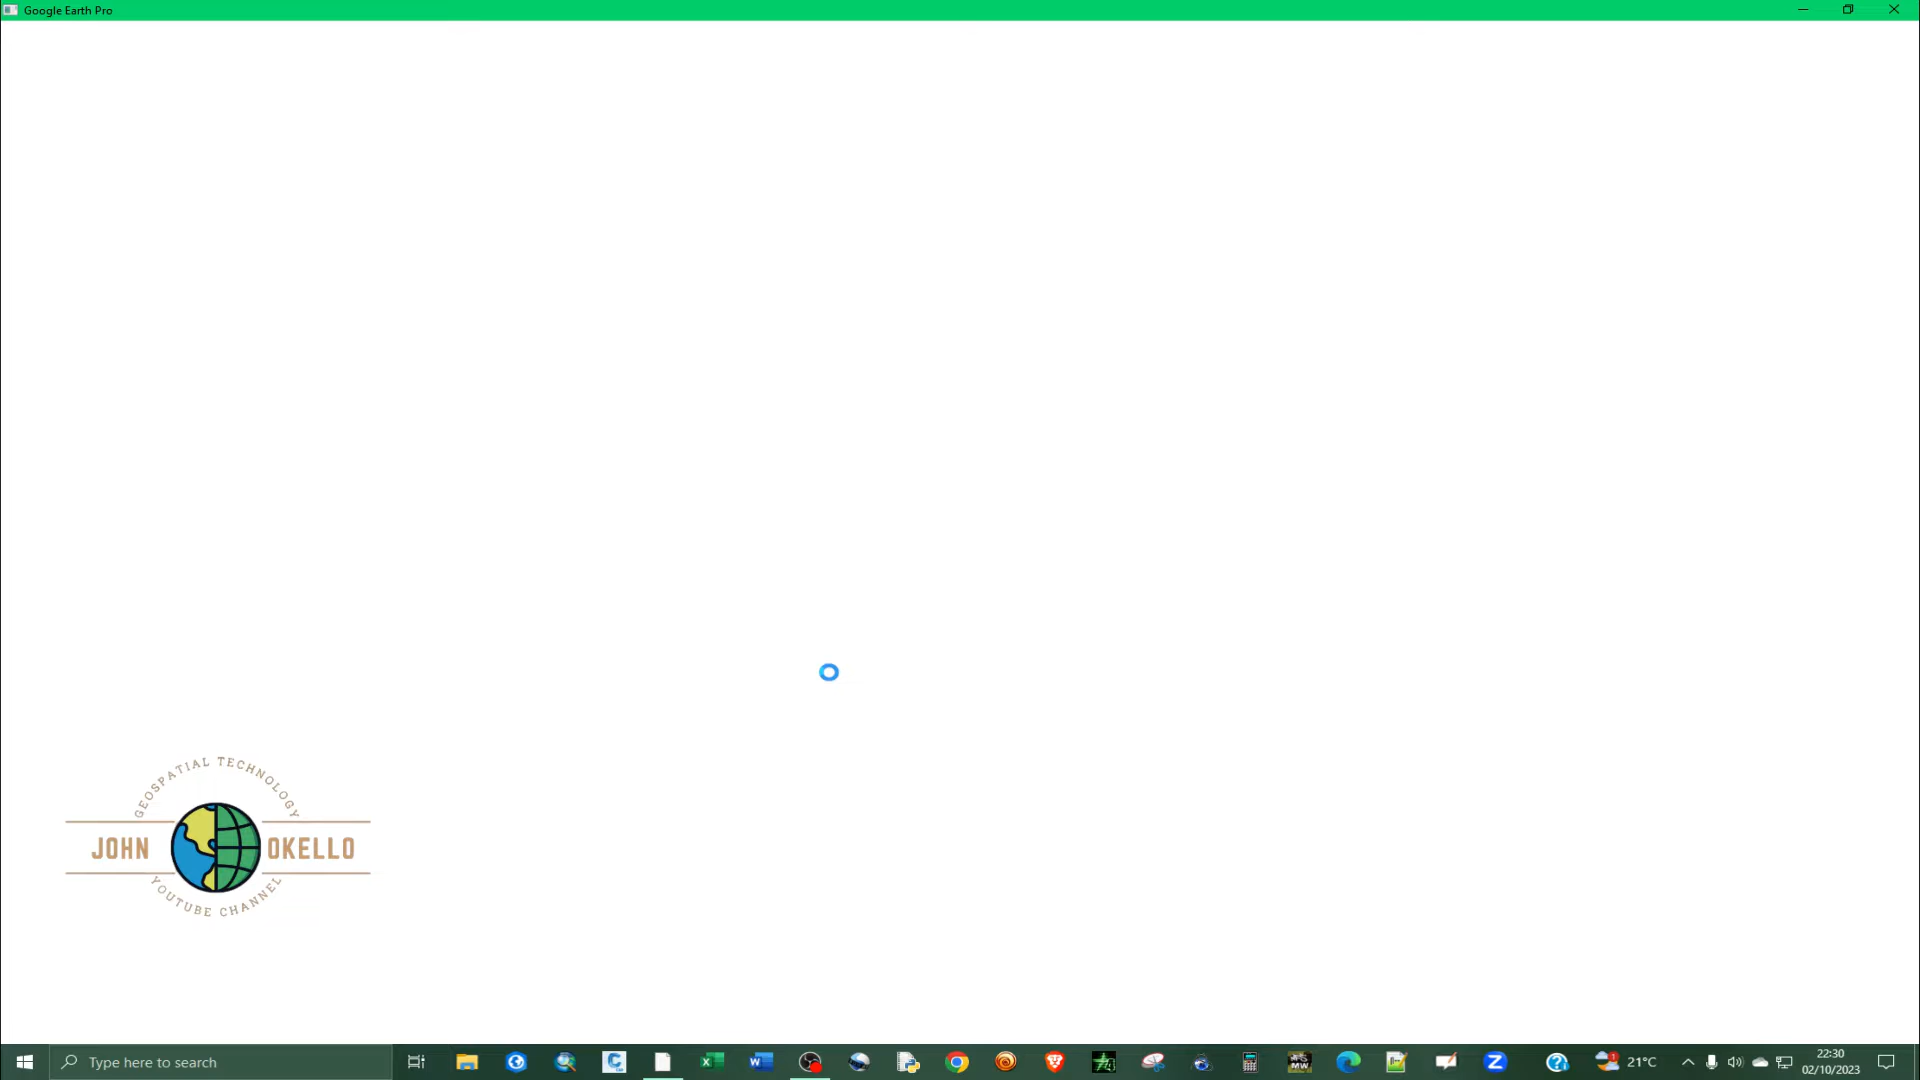 Google Earth Pro
GEOSPATIAL TECHNOLOGY
JOHN OKELLO
YOUTUBE CHANNEL
Type here to search
21°C
22:30
02/10/2023